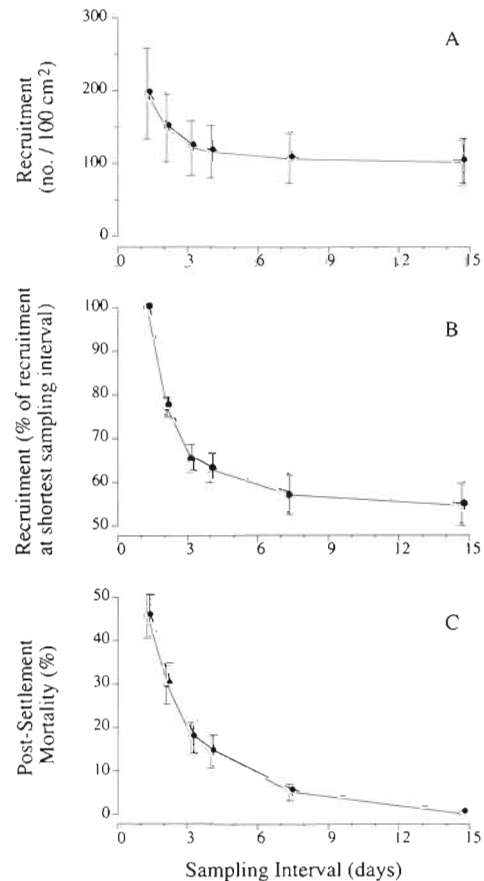 A
Recruitment
(no. / 100 cm²)
300
200
100
0
0 3 6 9 12 15
B
Recruitment (% of recruitment
at shortest sampling interval)
100
90
80
70
60
50
0 3 6 9 12 15
C
Post-Settlement
Mortality (%)
50
40
30
20
10
0
0 3 6 9 12 15
Sampling Interval (days)